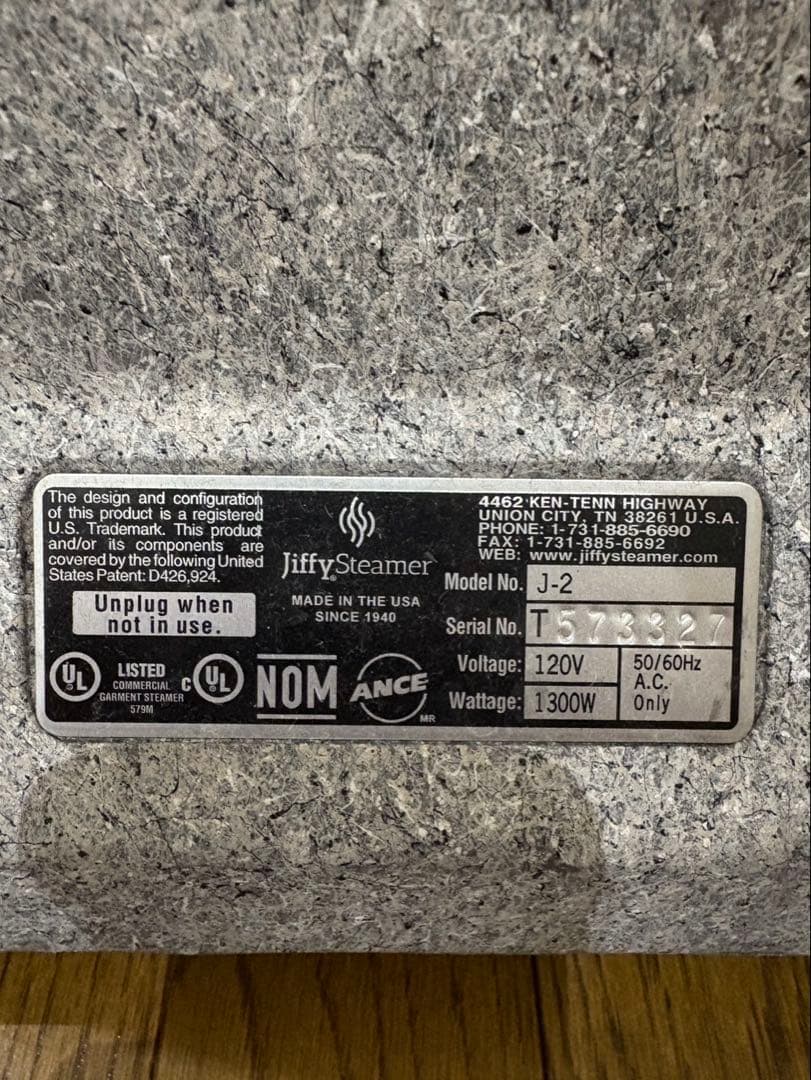 The design and configuration
of this product is a registered
U.S. Trademark. This product
and/or its components are
covered by the following United
States Patent: D426,924.
Unplug when
not in use.
UL
LISTED
COMMERCIAL
GARMENT STEAMER
579M
C UL
JiffySteamer
MADE IN THE USA
SINCE 1940
NOM
ANCE
MR
4462 KEN-TENN HIGHWAY
UNION CITY, TN 38261 U.S.A.
PHONE: 1-731-885-6690
FAX: 1-731-885-6692
WEB: www.jiffysteamer.com
Model No. J-2
Serial No. T573327
Voltage: 120V
Wattage: 1300W
50/60Hz
A.C.
Only